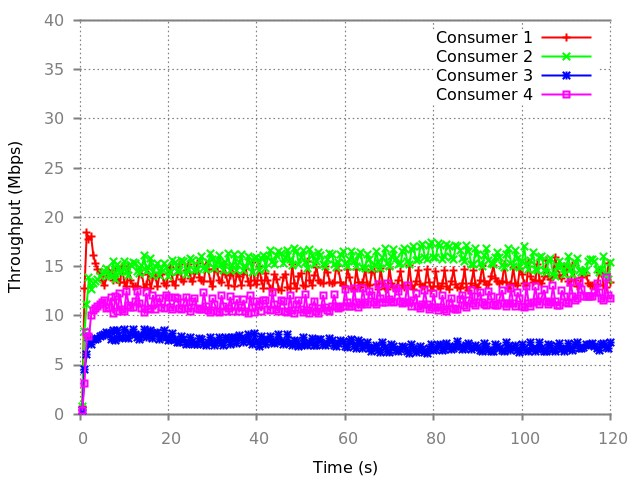 40
35
30
25
20
15
10
5
0
Throughput (Mbps)
Consumer 1
Consumer 2
Consumer 3
Consumer 4
0 20 40 60 80 100 120
Time (s)